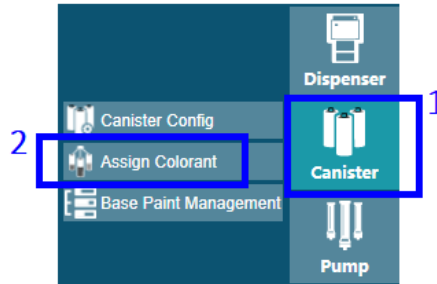 Dispenser
1
Canister Config
2
Assign Colorant
Canister
Base Paint Management
Pump